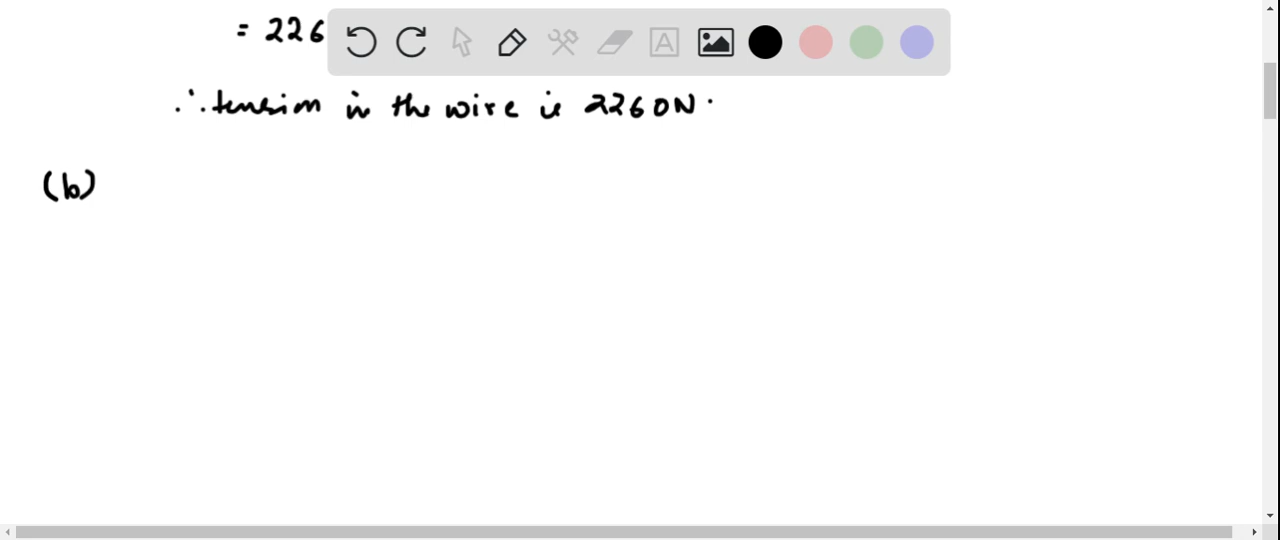 = 226
∴ tension in the wire is 2260N.
(b)
A